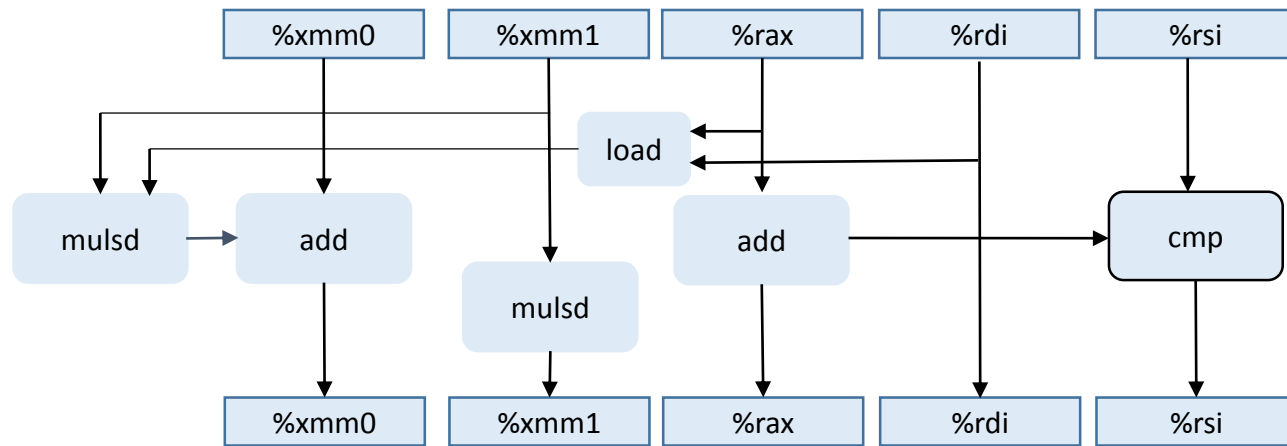 %xmm0 %xmm1 %rax %rdi %rsi
load
mulsd add add cmp
mulsd
%xmm0 %xmm1 %rax %rdi %rsi